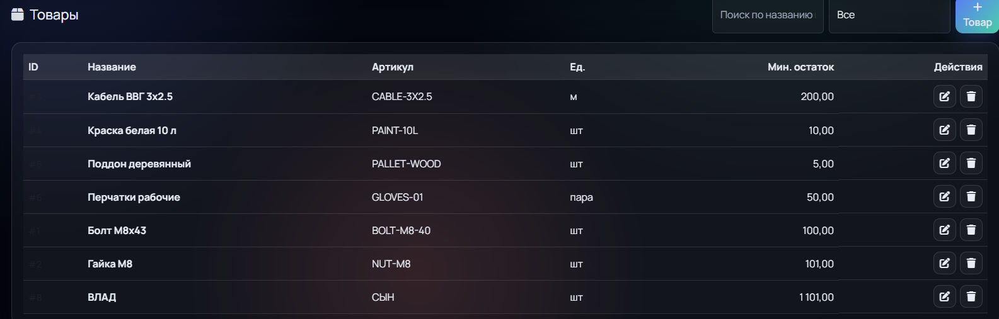 Товары
Поиск по названию
Все
+
Товар
ID Название Артикул Ед. Мин. остаток Действия
Кабель ВВГ 3х2.5 CABLE-3X2.5 м 200,00
#4 Краска белая 10 л PAINT-10L шт 10,00
#5 Поддон деревянный PALLET-WOOD шт 5,00
#6 Перчатки рабочие GLOVES-01 пара 50,00
#1 Болт М8х43 BOLT-M8-40 шт 100,00
#2 Гайка М8 NUT-M8 шт 101,00
#8 ВЛАД СЫН шт 1 101,00